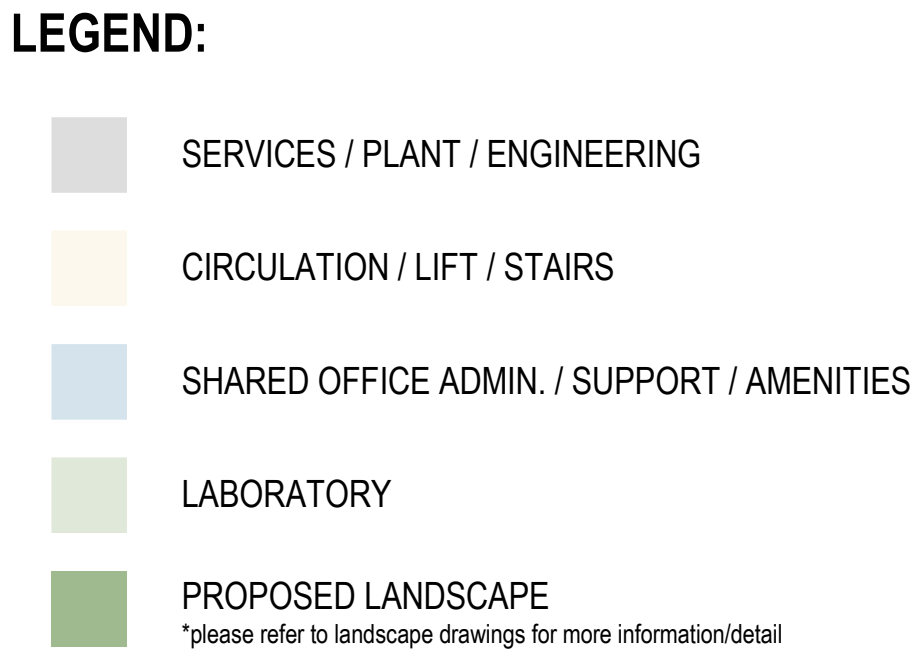 LEGEND:
SERVICES / PLANT / ENGINEERING
CIRCULATION / LIFT / STAIRS
SHARED OFFICE ADMIN. / SUPPORT / AMENITIES
LABORATORY
PROPOSED LANDSCAPE
*please refer to landscape drawings for more information/detail